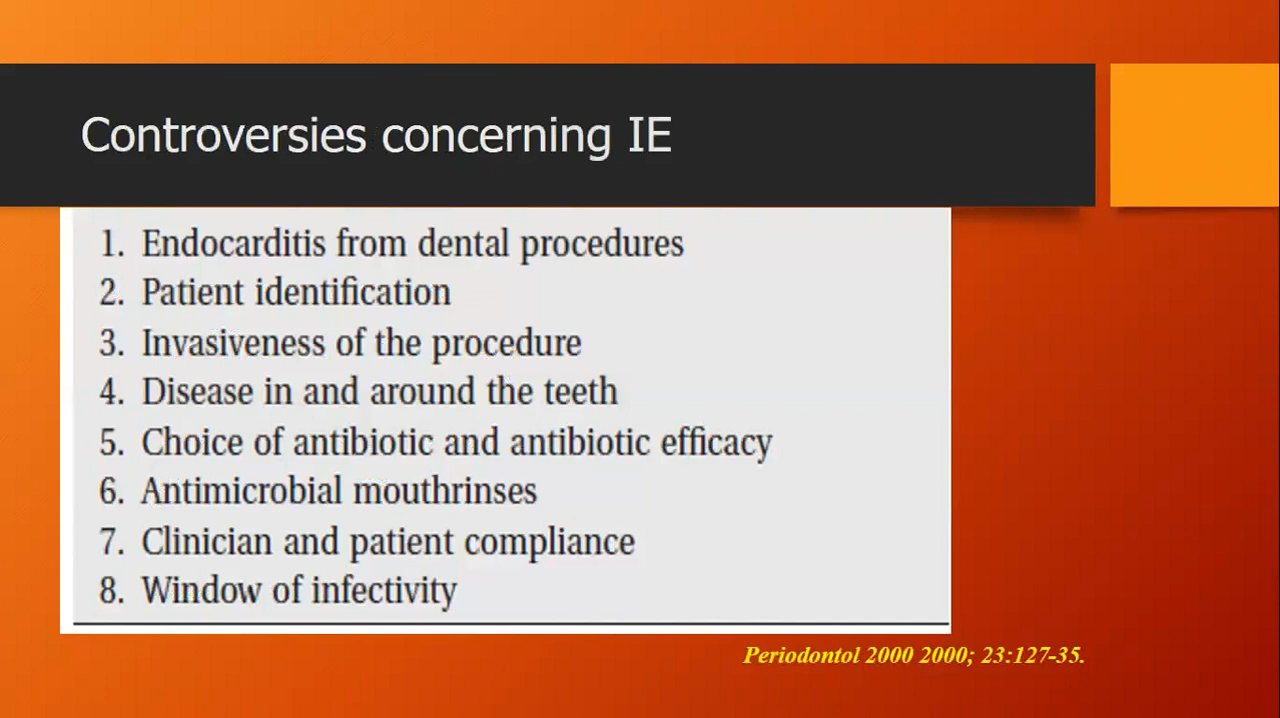 Controversies concerning IE
1. Endocarditis from dental procedures
2. Patient identification
3. Invasiveness of the procedure
4. Disease in and around the teeth
5. Choice of antibiotic and antibiotic efficacy
6. Antimicrobial mouthrinses
7. Clinician and patient compliance
8. Window of infectivity
Periodontol 2000 2000; 23:127-35.